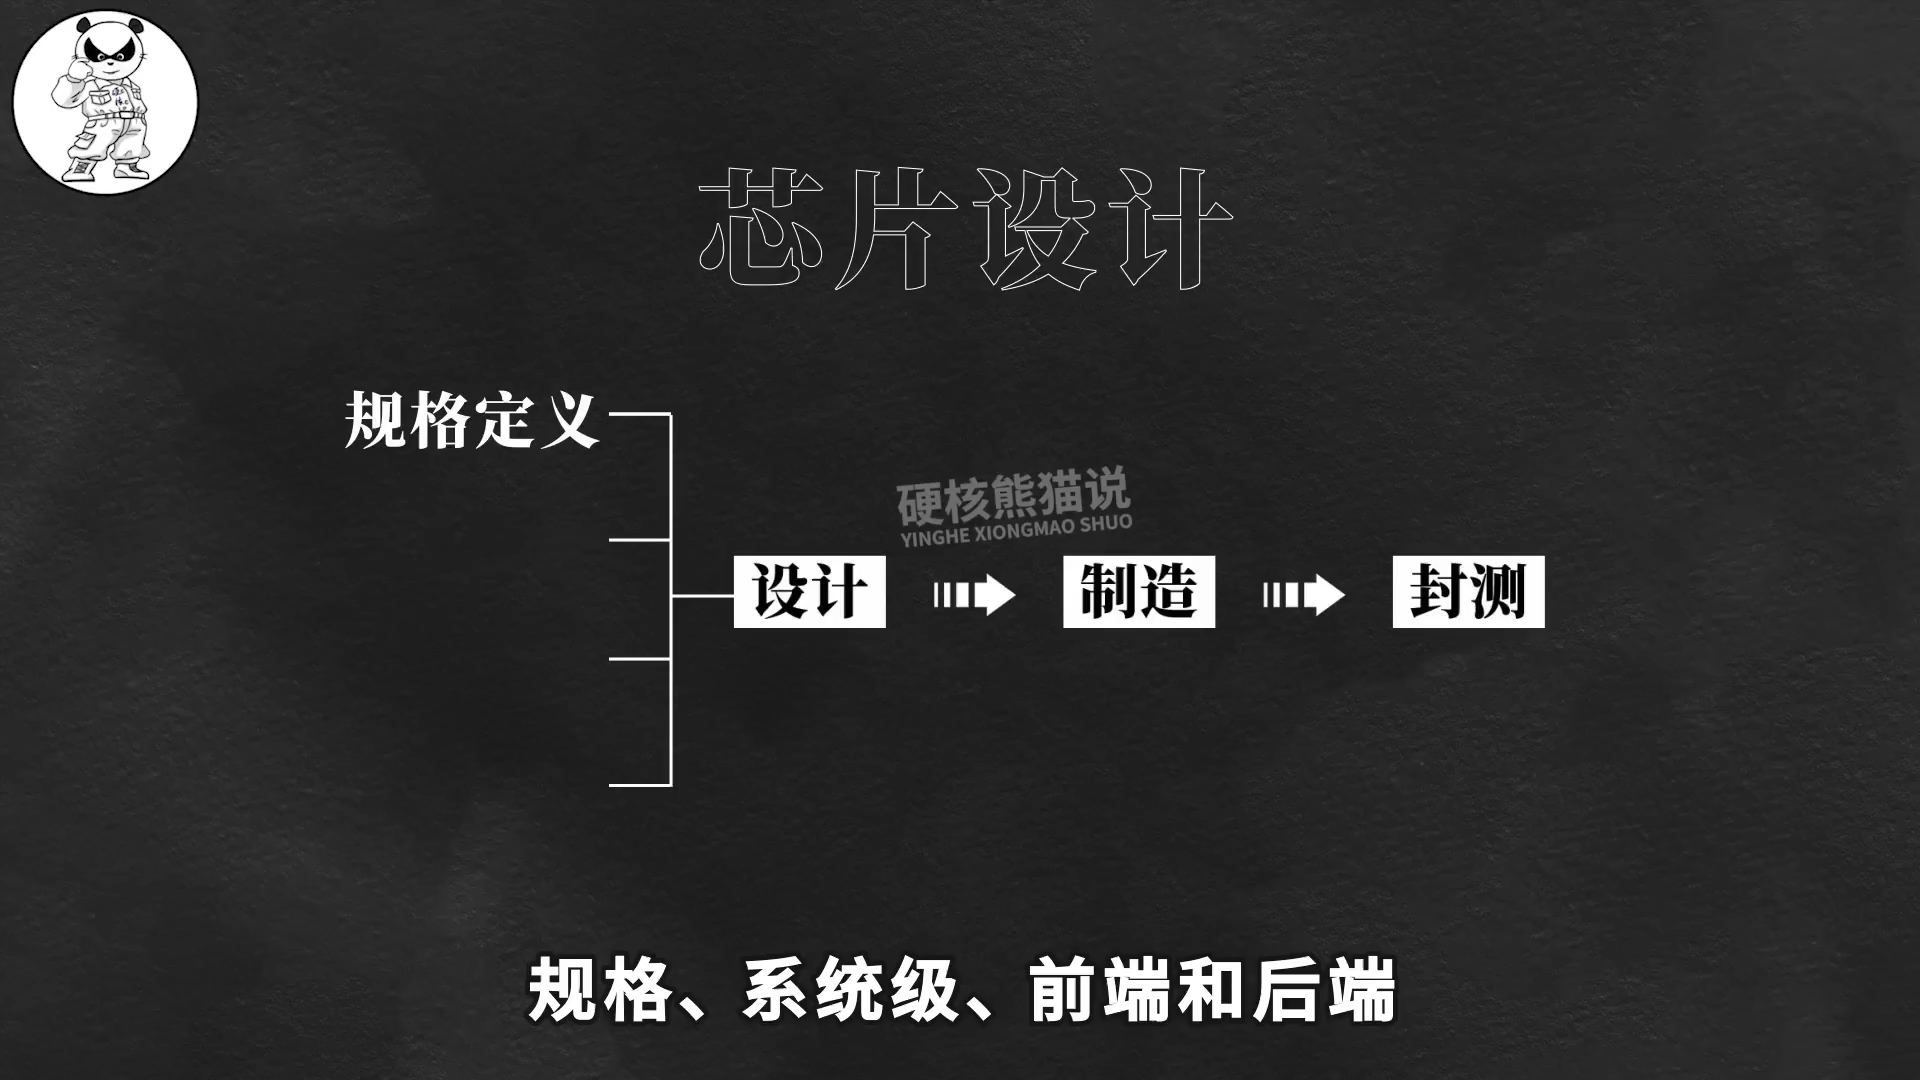 芯片设计
规格定义
硬核熊猫说
YINGHE XIONGMAO SHUO
设计
制造
封测
规格、系统级、前端和后端